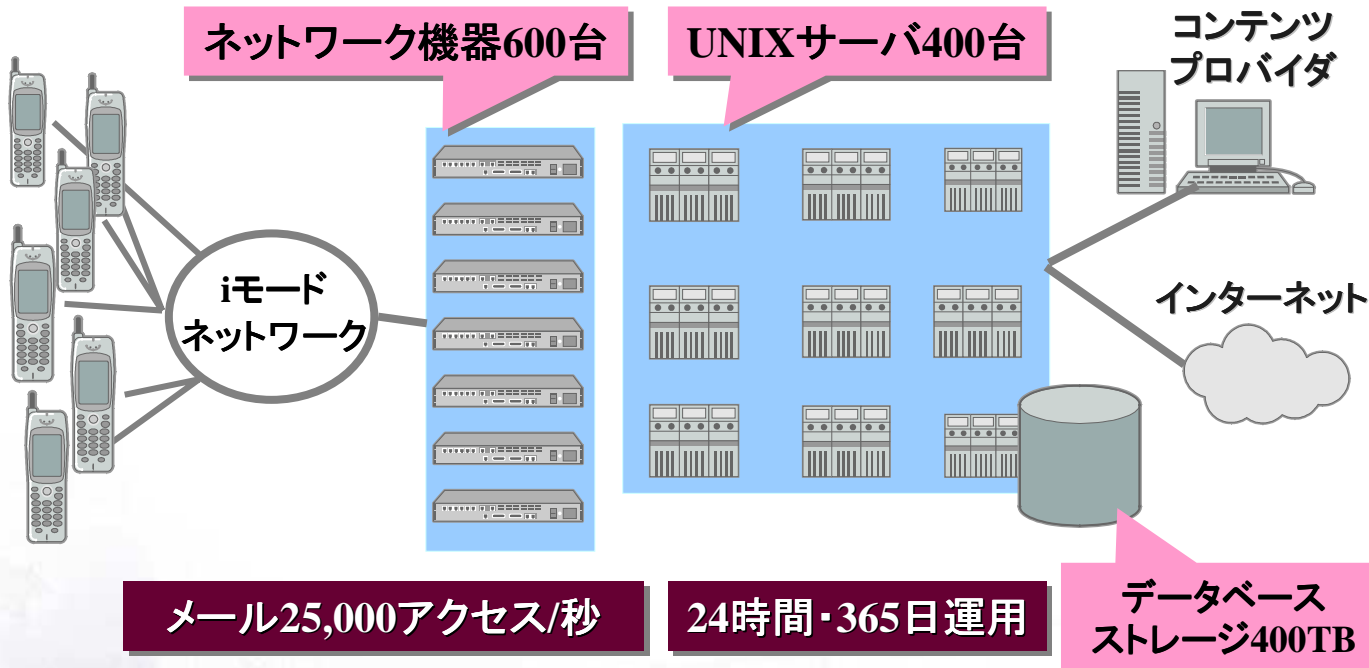 ネットワーク機器600台
UNIXサーバ400台
コンテンツ
プロバイダ
iモード
ネットワーク
インターネット
メール25,000アクセス/秒
24時間・365日運用
データベース
ストレージ400TB